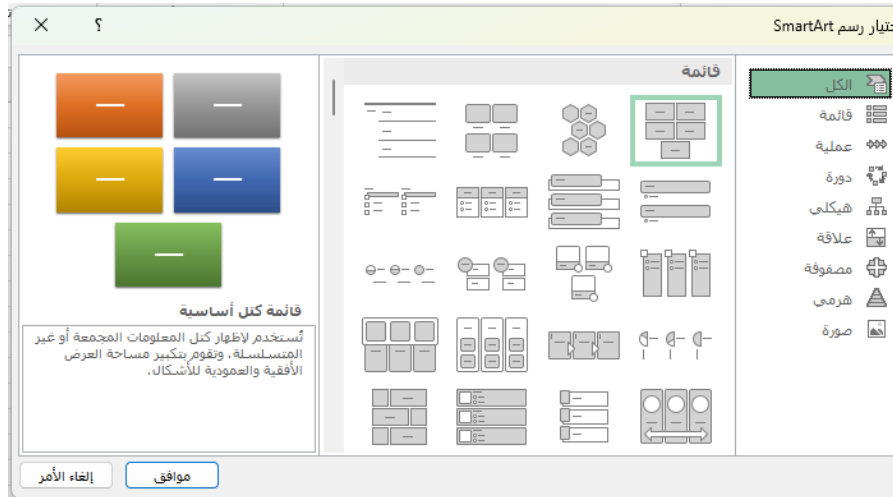 اختيار رسم SmartArt
؟
الكل
قائمة
عملية
دورة
هيكلي
علاقة
مصفوفة
هرمي
صورة
قائمة
قائمة كتل أساسية
تُستخدم لإظهار كتل المعلومات المجمعة أو غير
المتسلسلة، وتقوم بتكبير مساحة العرض
الأفقية والعمودية للأشكال.
موافق
إلغاء الأمر